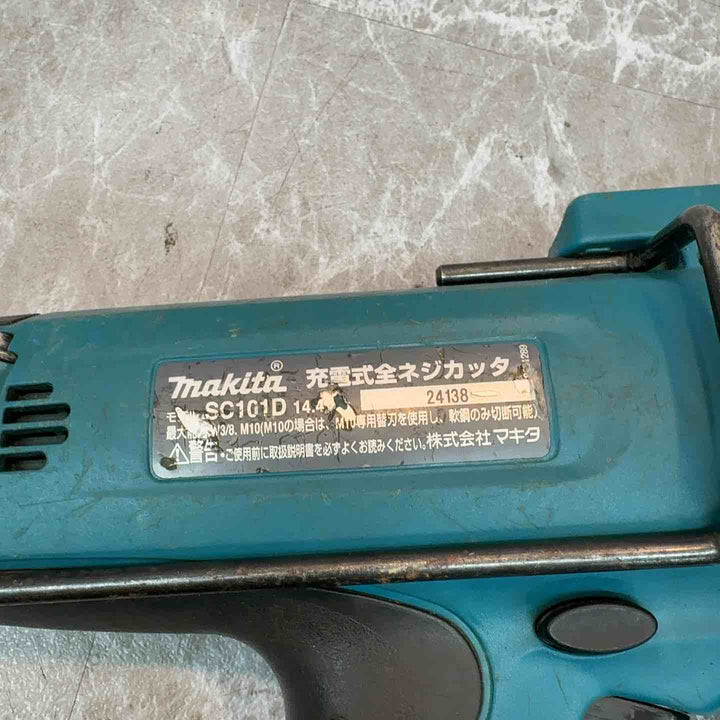 makita® 充電式全ネジカッタ
SC101D 14.4 24138
W3/8、M10(M10の場合は、M10専用替刃を使用し、軟鋼のみ切断可能)
⚠警告・ご使用前に取扱説明書を必ずよくお読みください。株式会社マキタ